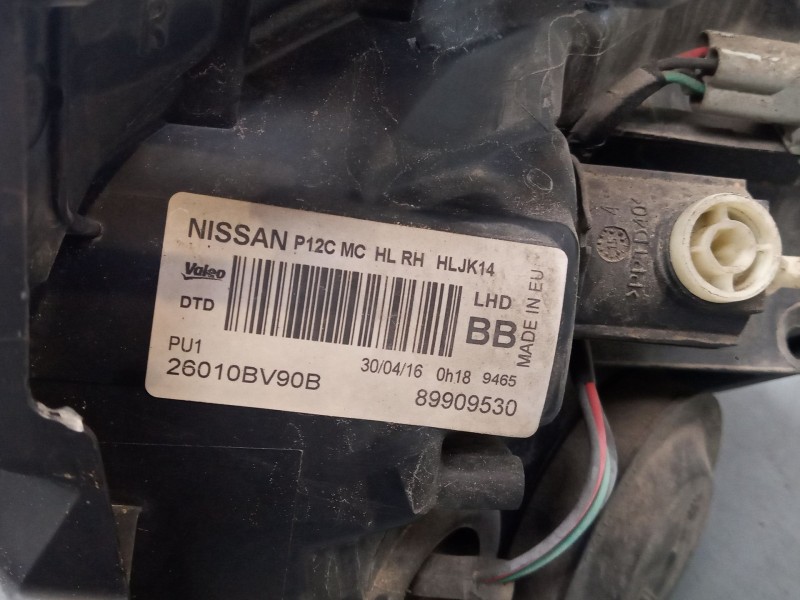 NISSAN P12C MC HL RH HLJK14
Valeo
DTD
LHD
BB
MADE IN EU
PU1
30/04/16 0h18 9465
26010BV90B
89909530
4